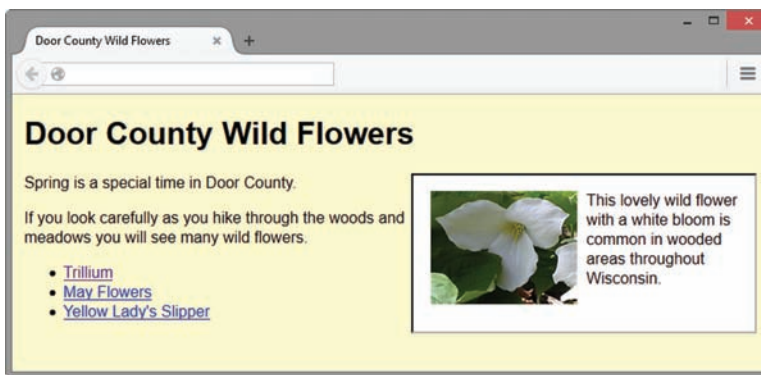 Door County Wild Flowers
Door County Wild Flowers
Spring is a special time in Door County.
If you look carefully as you hike through the woods and
meadows you will see many wild flowers.
Trillium
May Flowers
Yellow Lady's Slipper
This lovely wild flower
with a white bloom is
common in wooded
areas throughout
Wisconsin.